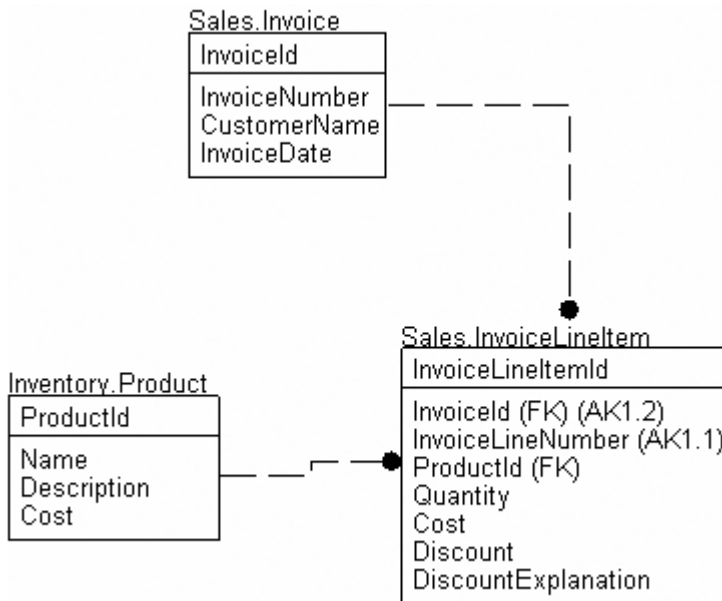 Sales.Invoice
InvoiceId
InvoiceNumber
CustomerName
InvoiceDate
Sales.InvoiceLineItem
InvoiceLineItemId
InvoiceId (FK) (AK1.2)
InvoiceLineNumber (AK1.1)
ProductId (FK)
Quantity
Cost
Discount
DiscountExplanation
Inventory.Product
ProductId
Name
Description
Cost